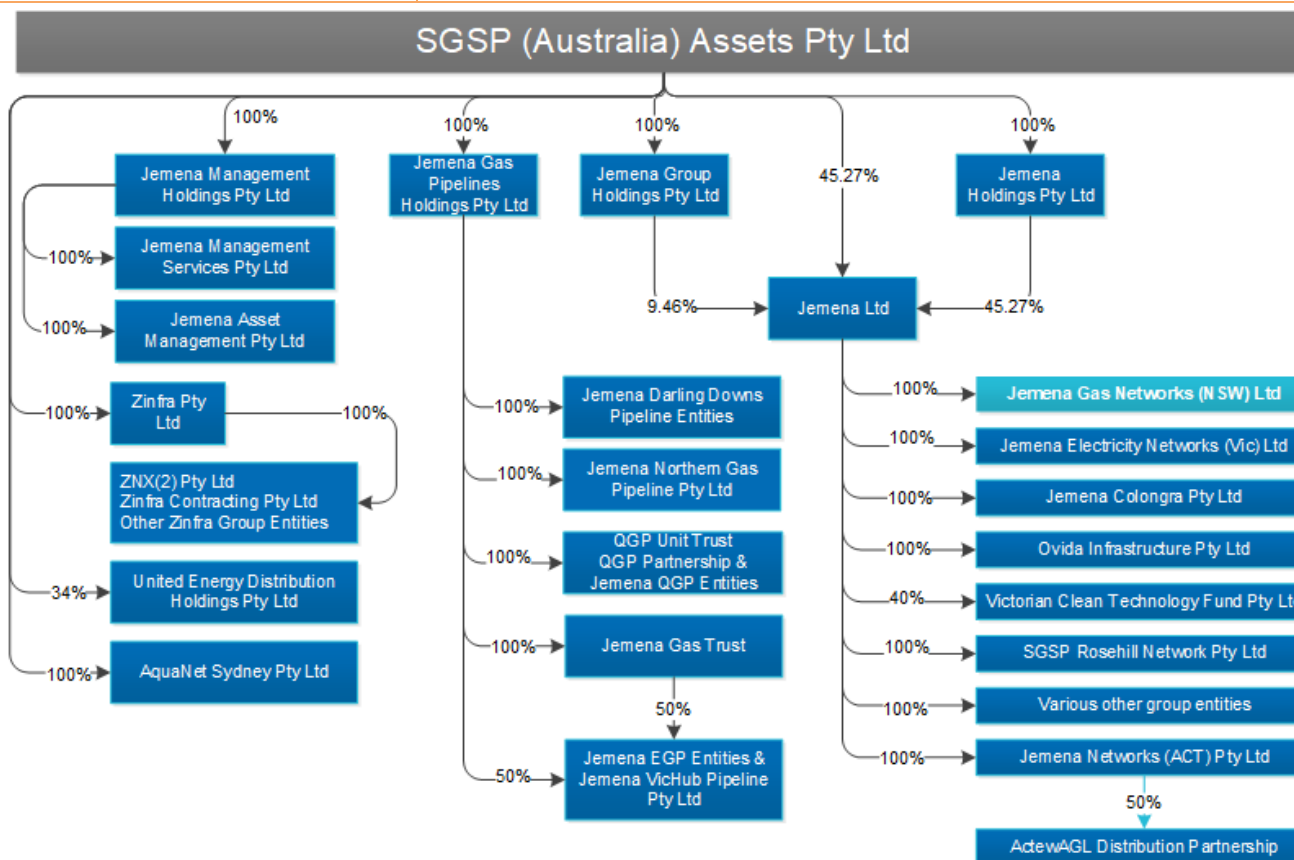 SGSP (Australia) Assets Pty Ltd
100%
100%
100%
45.27%
100%
Jemena Management
Holdings Pty Ltd
Jemena Gas
Pipelines
Holdings Pty Ltd
Jemena Group
Holdings Pty Ltd
Jemena
Holdings Pty Ltd
100%
Jemena Management
Services Pty Ltd
100%
Jemena Asset
Management Pty Ltd
9.46%
Jemena Ltd
45.27%
100%
Zinfra Pty
Ltd
100%
ZNX(2) Pty Ltd
Zinfra Contracting Pty Ltd
Other Zinfra Group Entities
34%
United Energy Distribution
Holdings Pty Ltd
100%
AquaNet Sydney Pty Ltd
100%
Jemena Darling Downs
Pipeline Entities
100%
Jemena Northern Gas
Pipeline Pty Ltd
100%
QGP Unit Trust
QGP Partnership &
Jemena QGP Entities
100%
Jemena Gas Trust
50%
50%
Jemena EGP Entities &
Jemena VicHub Pipeline
Pty Ltd
100%
Jemena Gas Networks (NSW) Ltd
100%
Jemena Electricity Networks (Vic) Ltd
100%
Jemena Colongra Pty Ltd
100%
Ovida Infrastructure Pty Ltd
40%
Victorian Clean Technology Fund Pty Lt
100%
SGSP Rosehill Network Pty Ltd
100%
Various other group entities
100%
Jemena Networks (ACT) Pty Ltd
50%
ActewAGL Distribution Partnership